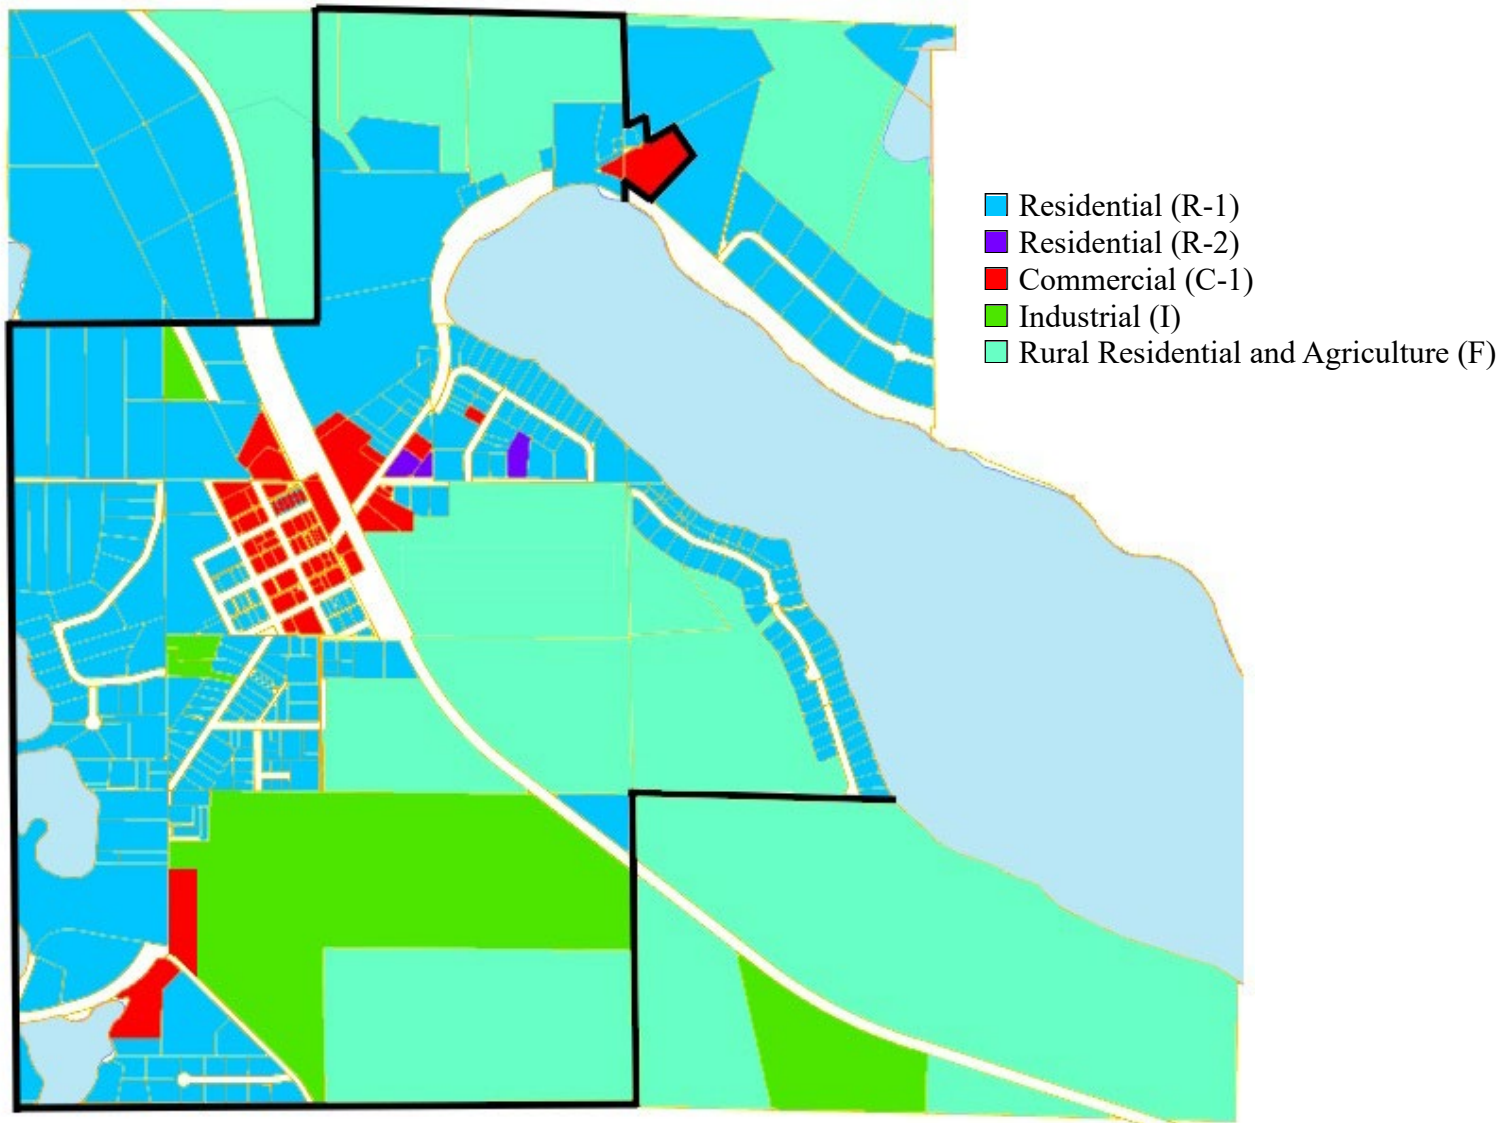 Residential (R-1)
Residential (R-2)
Commercial (C-1)
Industrial (I)
Rural Residential and Agriculture (F)